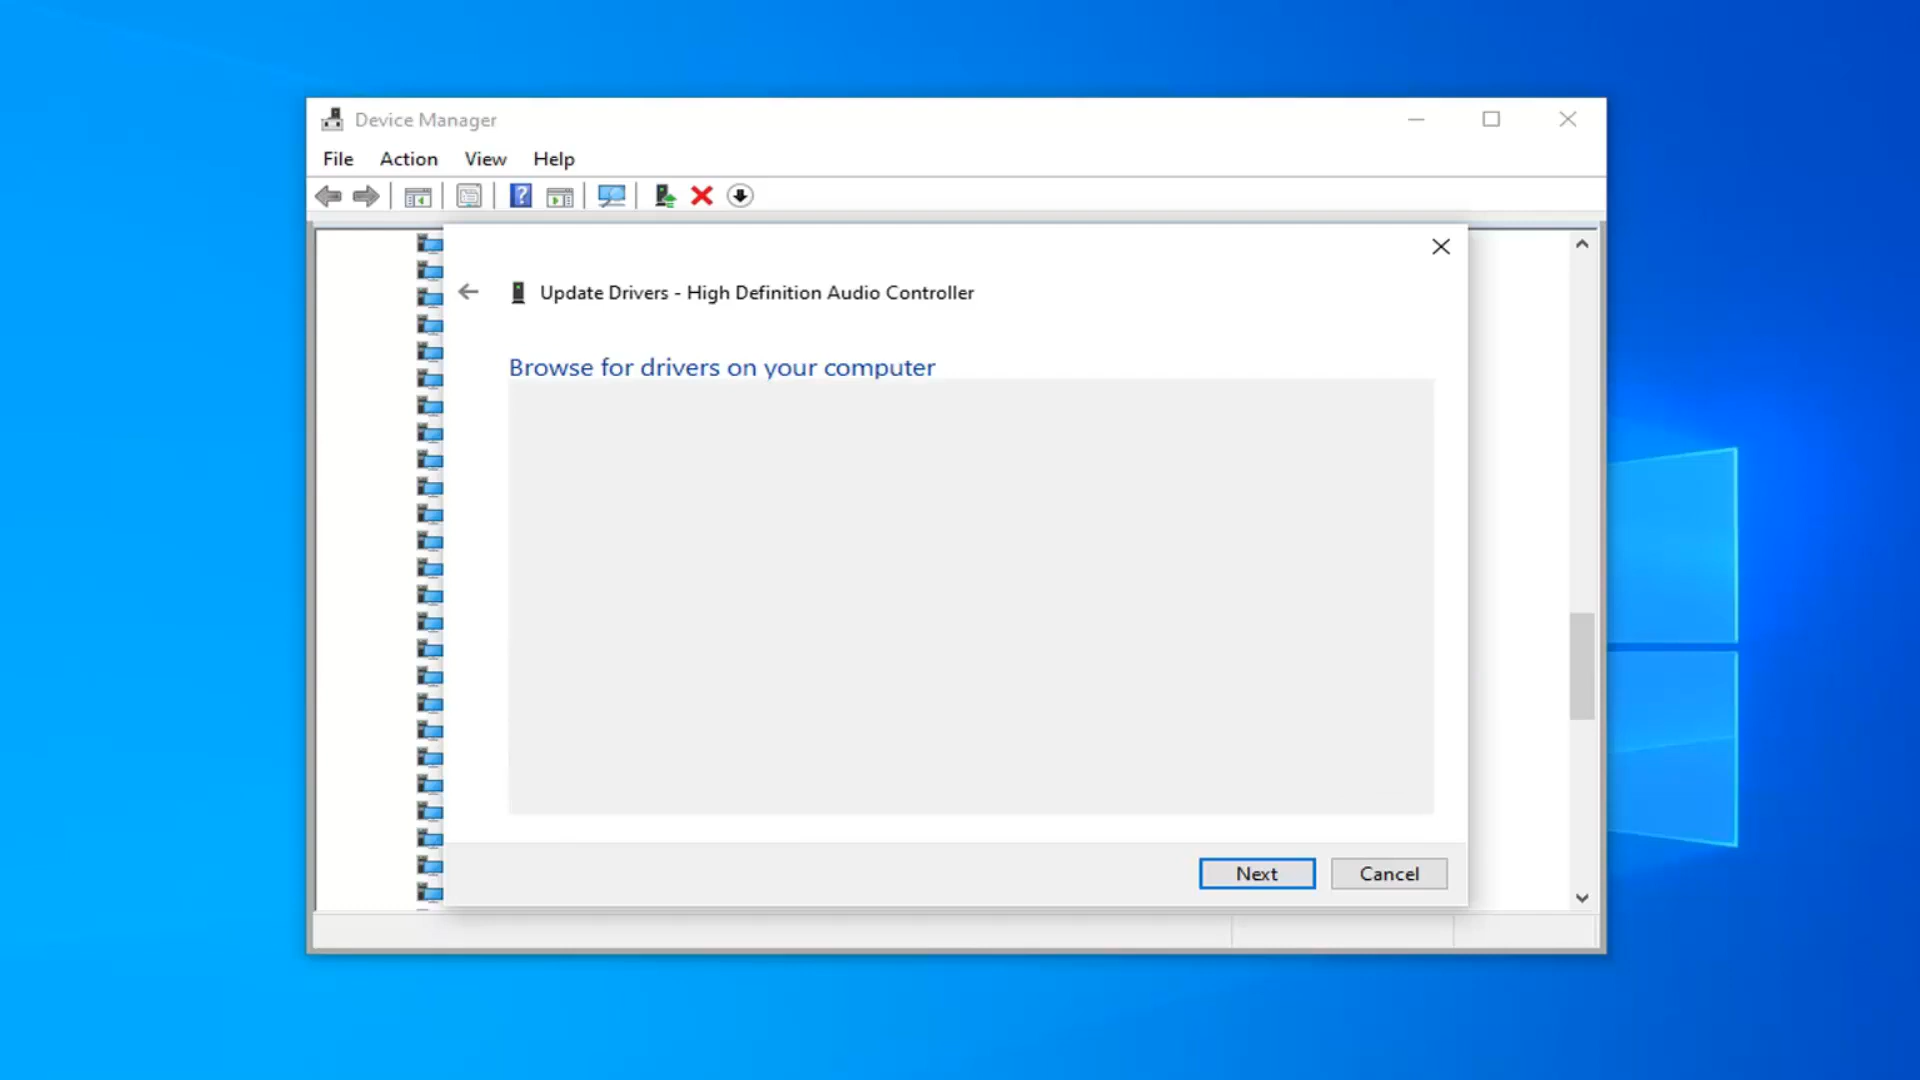 Device Manager
File Action View Help
Update Drivers - High Definition Audio Controller
Browse for drivers on your computer
Next Cancel